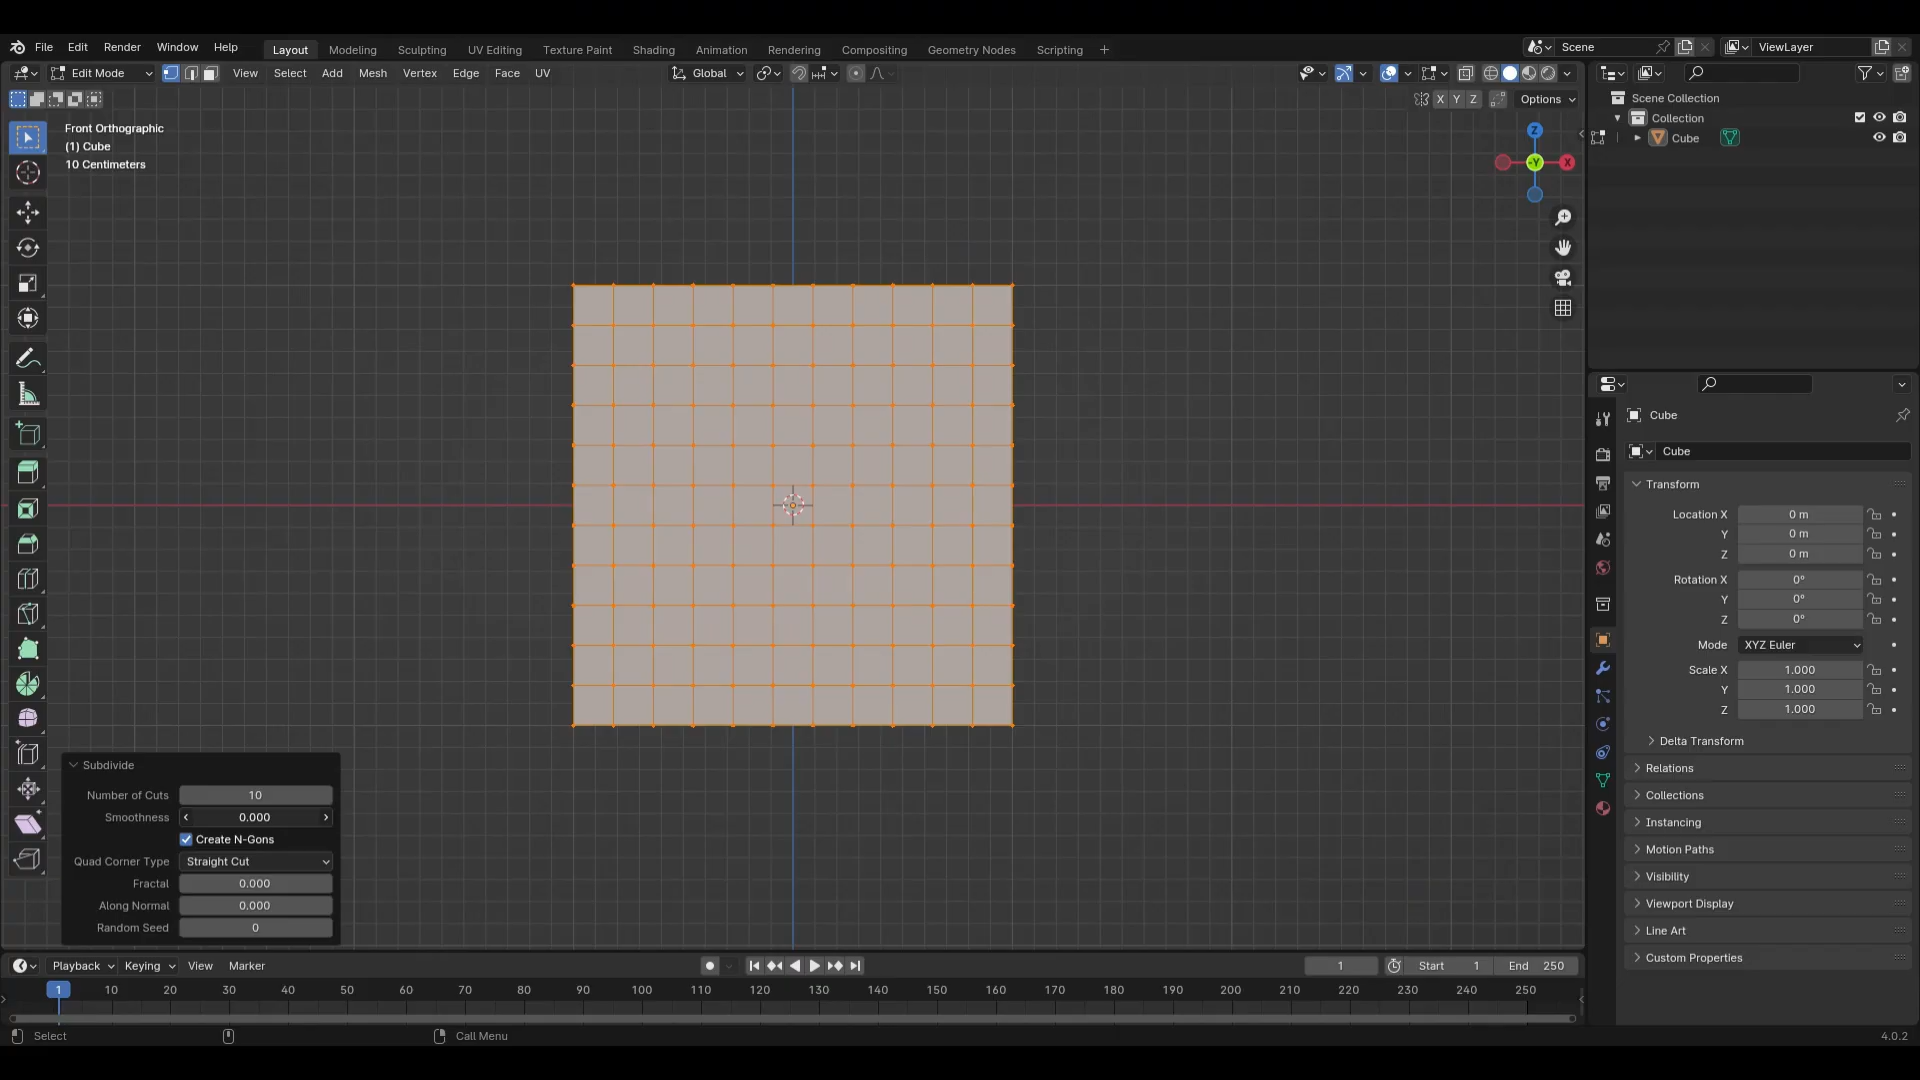 File Edit Render Window Help Layout Modeling Sculpting UV Editing Texture Paint Shading Animation Rendering Compositing Geometry Nodes Scripting + Scene ViewLayer
Edit Mode View Select Add Mesh Vertex Edge Face UV Global
X Y Z Options
Front Orthographic
(1) Cube
10 Centimeters
Z
-Y X
Scene Collection
Collection
Cube
Cube
Cube
Transform
Location X 0 m
Y 0 m
Z 0 m
Rotation X 0°
Y 0°
Z 0°
Mode XYZ Euler
Scale X 1.000
Y 1.000
Z 1.000
Delta Transform
Relations
Collections
Instancing
Motion Paths
Visibility
Viewport Display
Line Art
Custom Properties
Subdivide
Number of Cuts 10
Smoothness 0.000
Create N-Gons
Quad Corner Type Straight Cut
Fractal 0.000
Along Normal 0.000
Random Seed 0
Playback Keying View Marker 1 Start 1 End 250
1 10 20 30 40 50 60 70 80 90 100 110 120 130 140 150 160 170 180 190 200 210 220 230 240 250
Select Call Menu 4.0.2